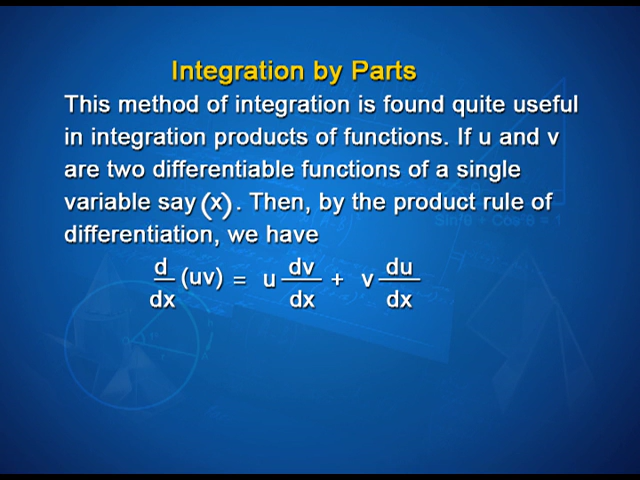 Integration by Parts
This method of integration is found quite useful
in integration products of functions. If u and v
are two differentiable functions of a single
variable say (x). Then, by the product rule of
differentiation, we have
d/dx (uv) = u dv/dx + v du/dx